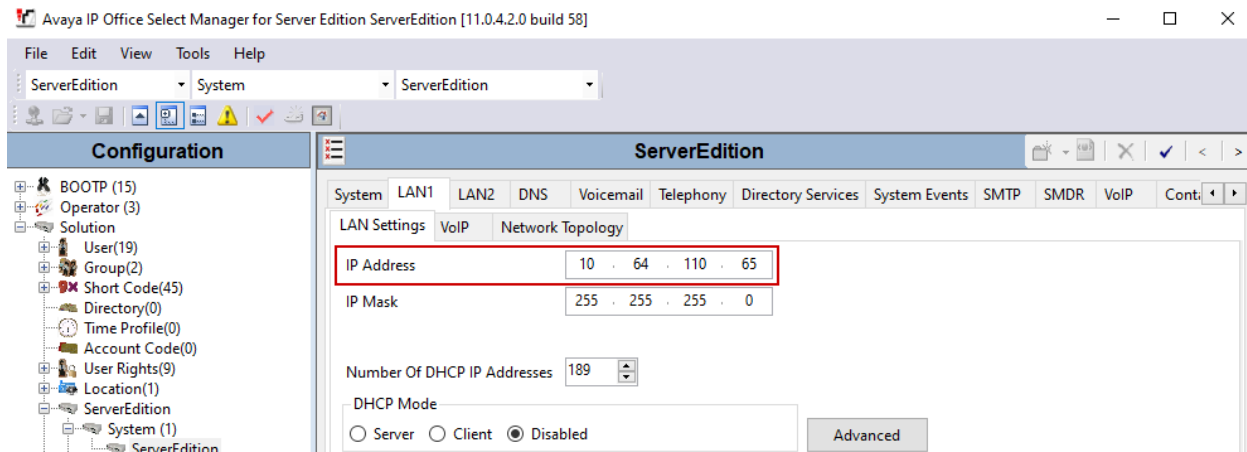 Avaya IP Office Select Manager for Server Edition ServerEdition [11.0.4.2.0 build 58]
File Edit View Tools Help
ServerEdition System ServerEdition
Configuration
ServerEdition
BOOTP (15)
Operator (3)
Solution
User(19)
Group(2)
Short Code(45)
Directory(0)
Time Profile(0)
Account Code(0)
User Rights(9)
Location(1)
ServerEdition
System (1)
ServerEdition
System LAN1 LAN2 DNS Voicemail Telephony Directory Services System Events SMTP SMDR VoIP
LAN Settings VoIP Network Topology
IP Address 10 . 64 . 110 . 65
IP Mask 255 . 255 . 255 . 0
Number Of DHCP IP Addresses 189
DHCP Mode
Server Client Disabled
Advanced